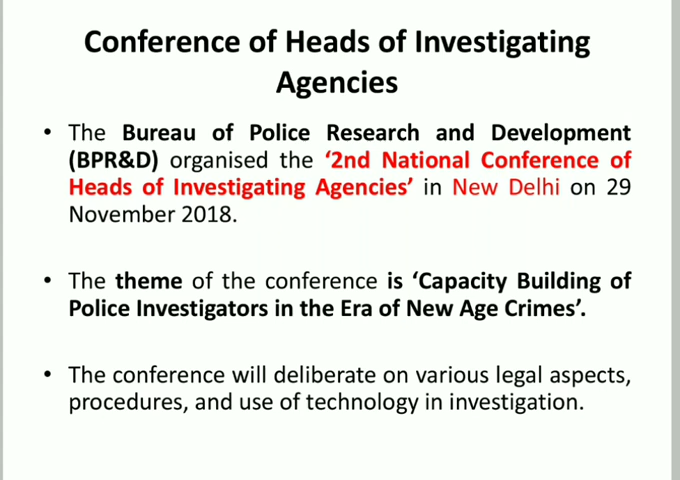 Conference of Heads of Investigating
Agencies
• The Bureau of Police Research and Development
(BPR&D) organised the ‘2nd National Conference of
Heads of Investigating Agencies’ in New Delhi on 29
November 2018.
• The theme of the conference is ‘Capacity Building of
Police Investigators in the Era of New Age Crimes’.
• The conference will deliberate on various legal aspects,
procedures, and use of technology in investigation.